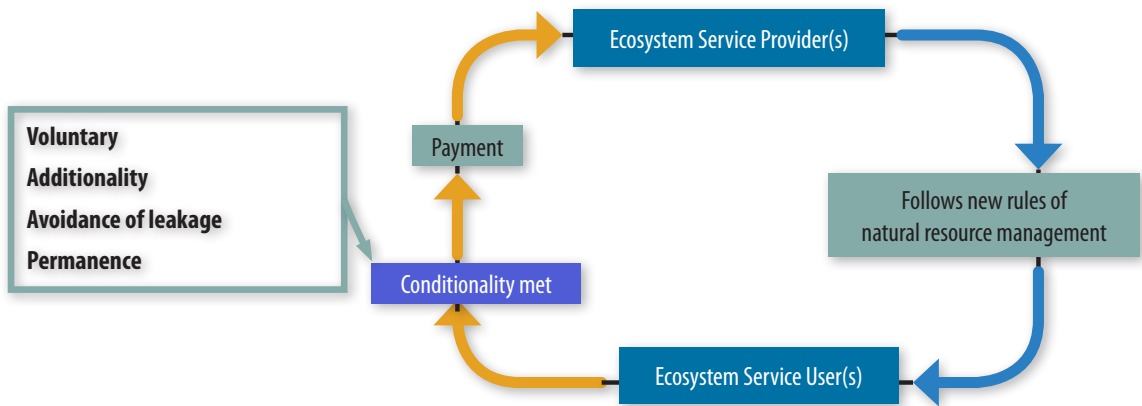 Ecosystem Service Provider(s)
Voluntary
Additionality
Avoidance of leakage
Permanence
Payment
Follows new rules of
natural resource management
Conditionality met
Ecosystem Service User(s)